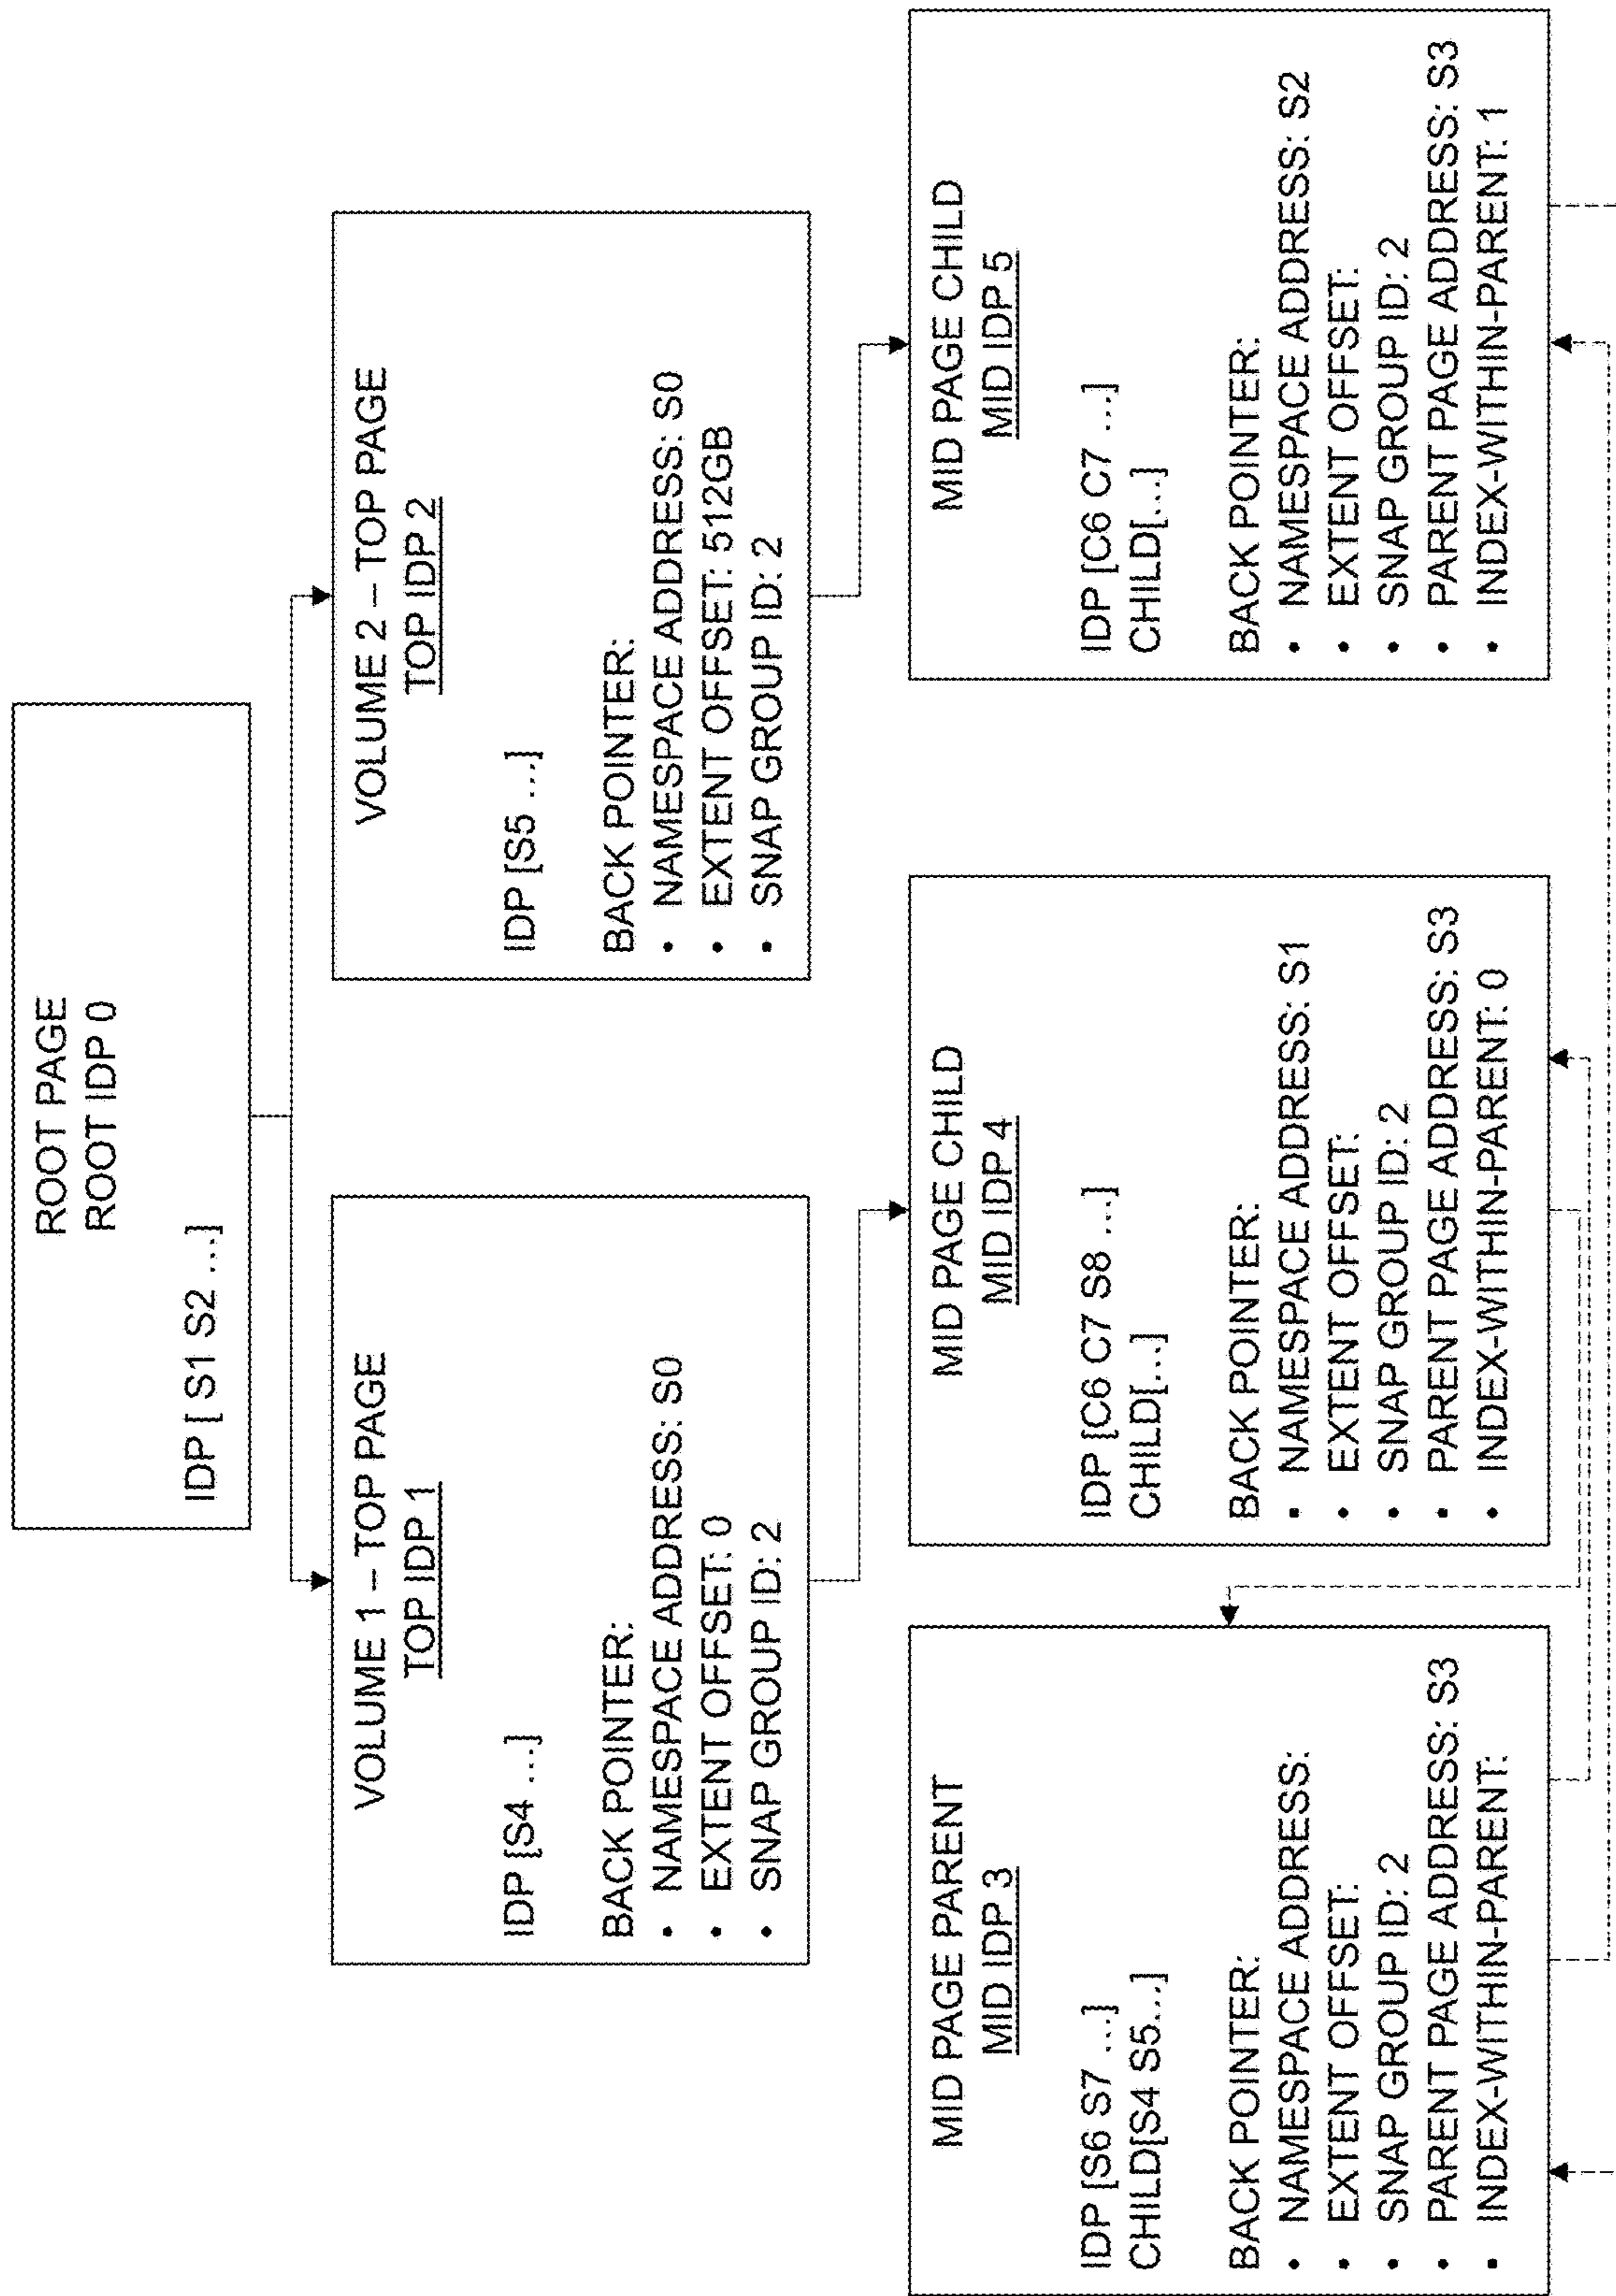 ROOT PAGE
ROOT IDP 0
IDP [ S1 S2 ...]
VOLUME 1 – TOP PAGE
TOP IDP 1
IDP [S4 ...]
BACK POINTER:
• NAMESPACE ADDRESS: S0
• EXTENT OFFSET: 0
• SNAP GROUP ID: 2
VOLUME 2 – TOP PAGE
TOP IDP 2
IDP [S5 ...]
BACK POINTER:
• NAMESPACE ADDRESS: S0
• EXTENT OFFSET: 512GB
• SNAP GROUP ID: 2
MID PAGE PARENT
MID IDP 3
IDP [S6 S7 ...]
CHILD[S4 S5...]
BACK POINTER:
• NAMESPACE ADDRESS:
• EXTENT OFFSET:
• SNAP GROUP ID: 2
• PARENT PAGE ADDRESS: S3
• INDEX-WITHIN-PARENT:
MID PAGE CHILD
MID IDP 4
IDP [C6 C7 S8 ...]
CHILD[...]
BACK POINTER:
• NAMESPACE ADDRESS: S1
• EXTENT OFFSET:
• SNAP GROUP ID: 2
• PARENT PAGE ADDRESS: S3
• INDEX-WITHIN-PARENT: 0
MID PAGE CHILD
MID IDP 5
IDP [C6 C7 ...]
CHILD[...]
BACK POINTER:
• NAMESPACE ADDRESS: S2
• EXTENT OFFSET:
• SNAP GROUP ID: 2
• PARENT PAGE ADDRESS: S3
• INDEX-WITHIN-PARENT: 1